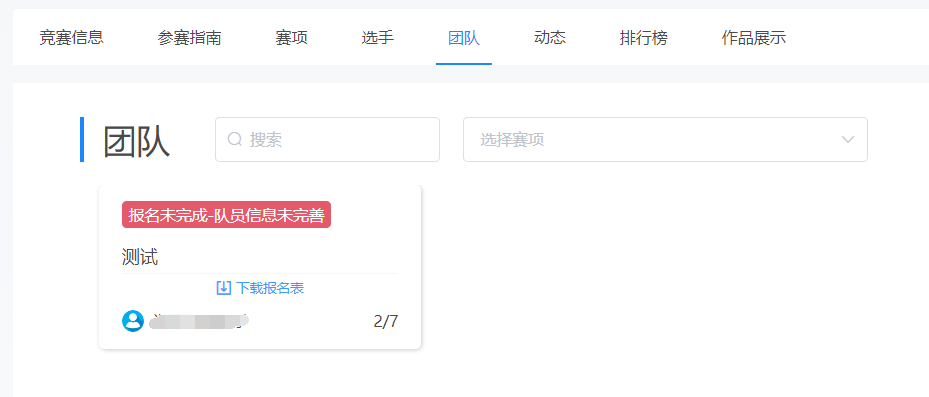 竞赛信息 参赛指南 赛项 选手 团队 动态 排行榜 作品展示
团队 搜索 选择赛项
报名未完成-队员信息未完善
测试
下载报名表
2/7